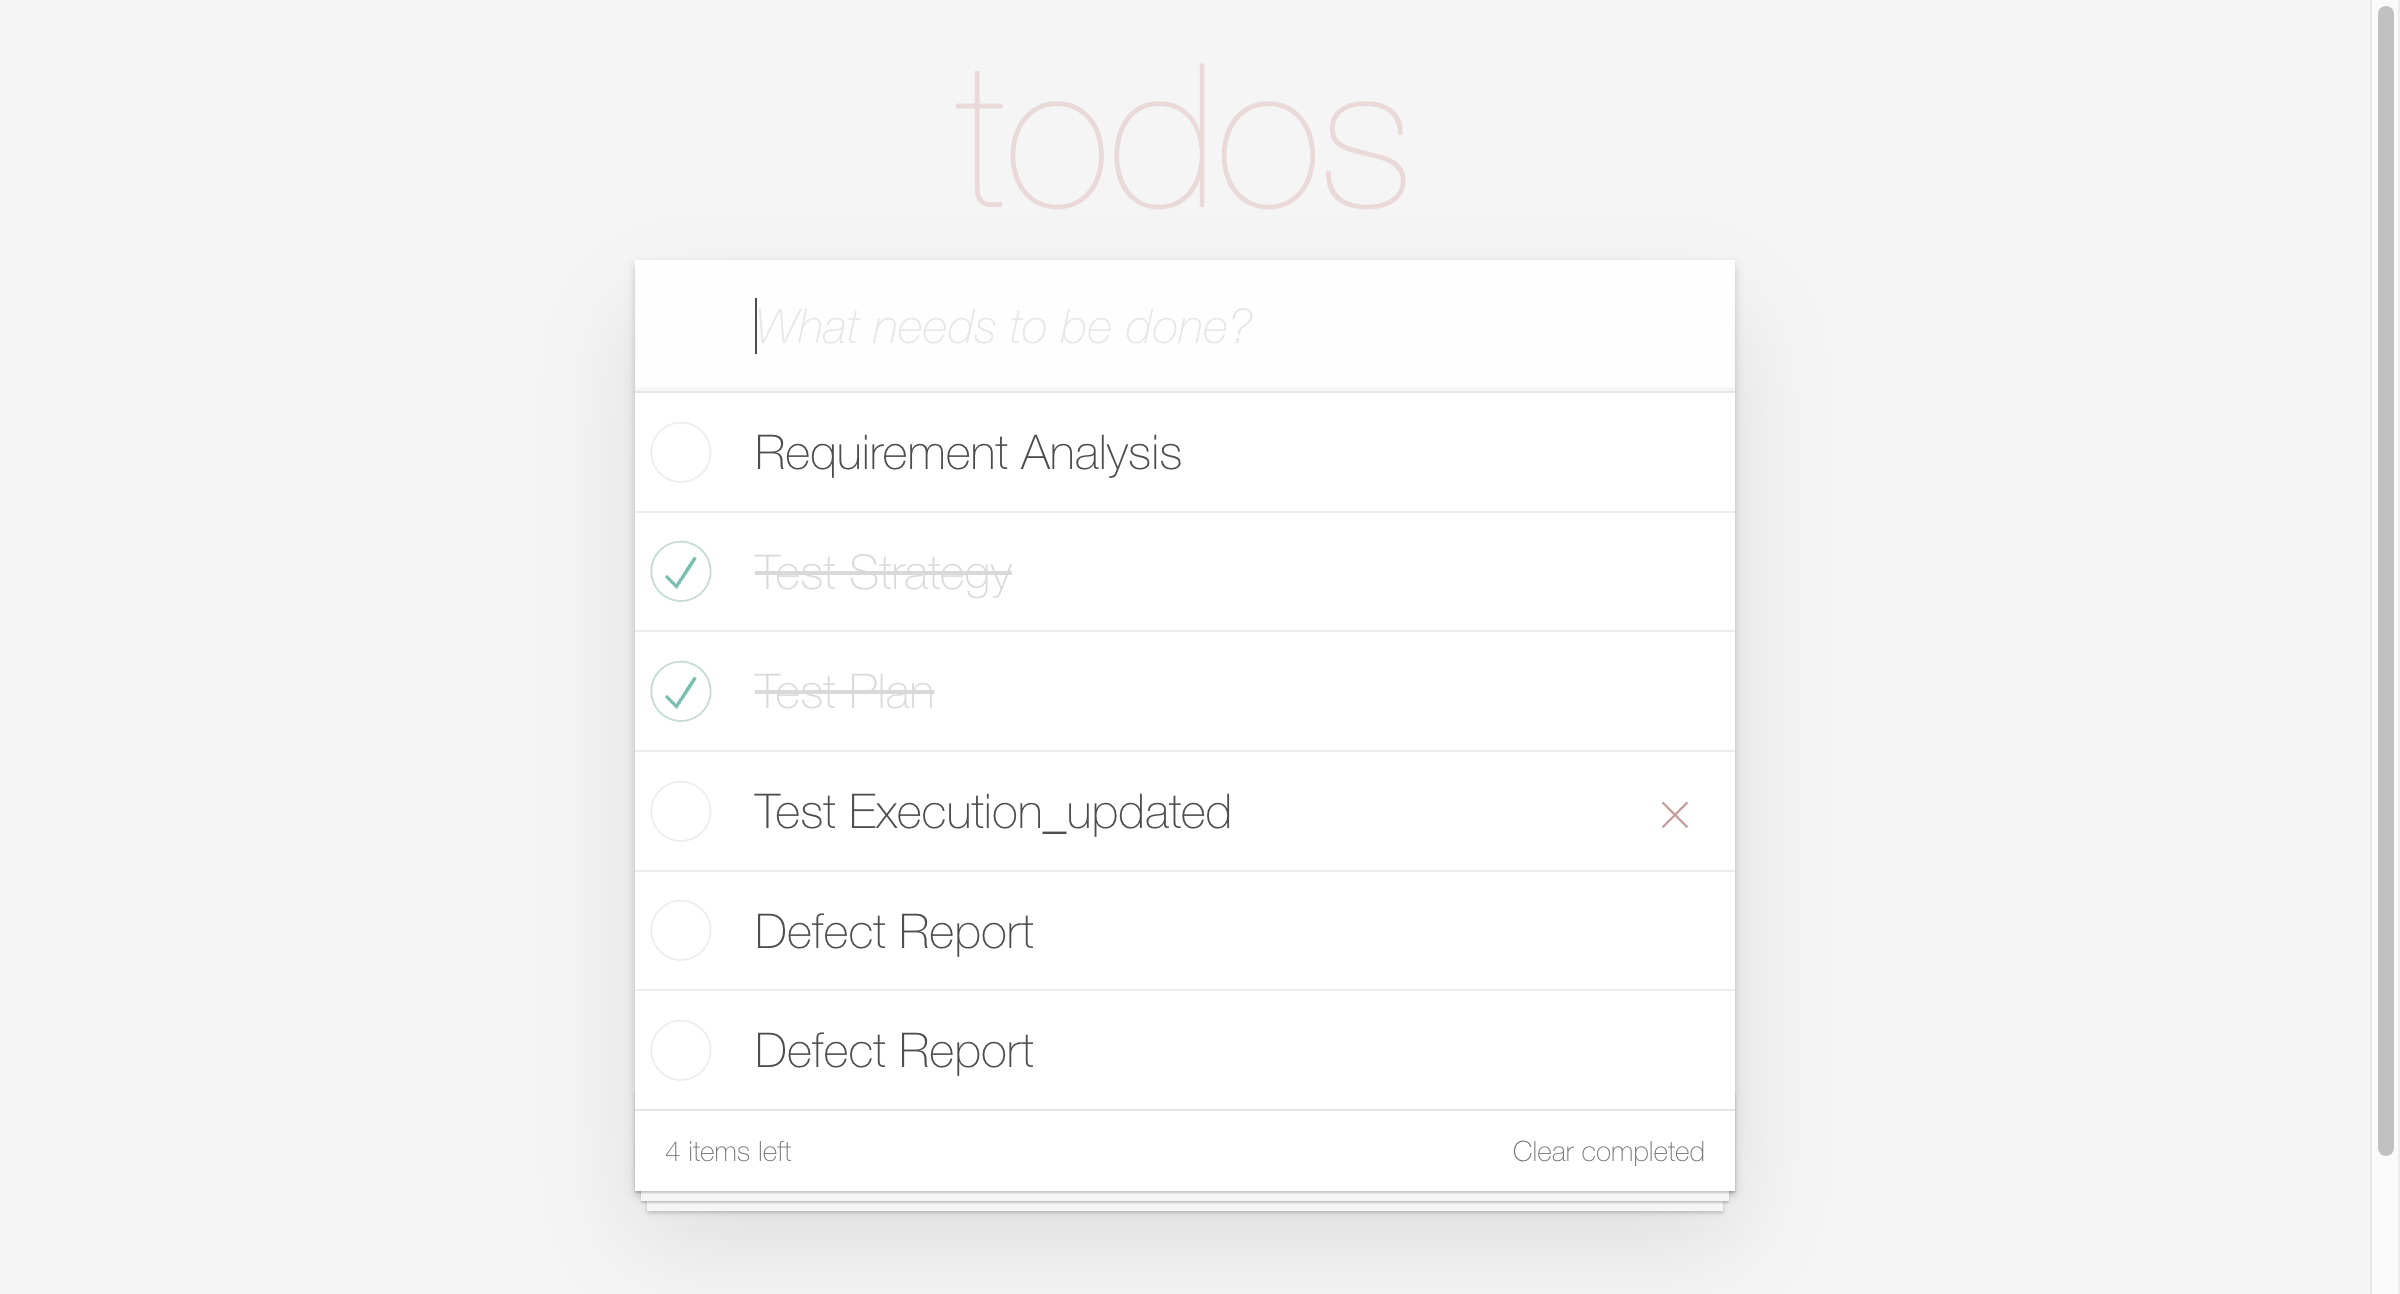 todos
What needs to be done?
Requirement Analysis
Test Strategy
Test Plan
Test Execution_updated
Defect Report
Defect Report
4 items left
Clear completed